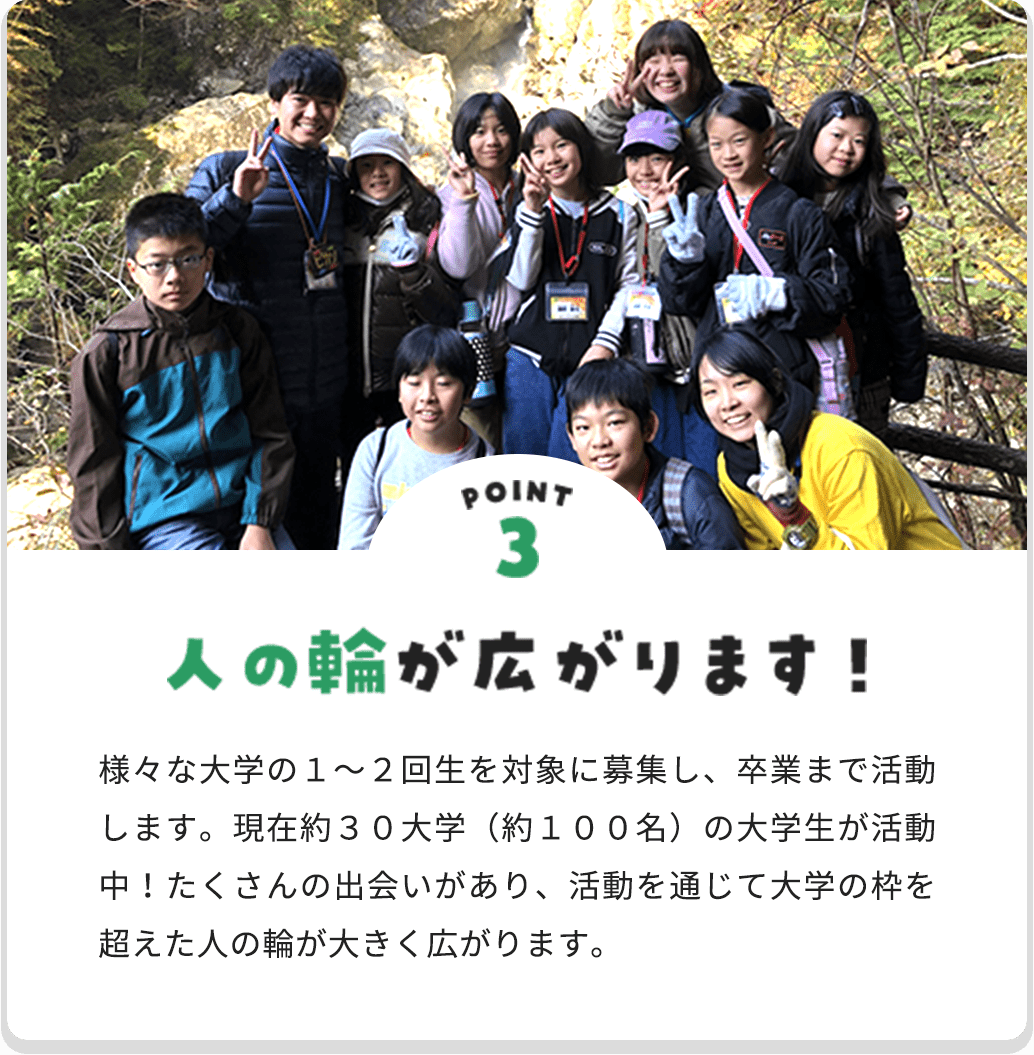 POINT
3
人の輪が広がります！
様々な大学の１～２回生を対象に募集し、卒業まで活動
します。現在約３０大学（約１００名）の大学生が活動
中！たくさんの出会いがあり、活動を通じて大学の枠を
超えた人の輪が大きく広がります。